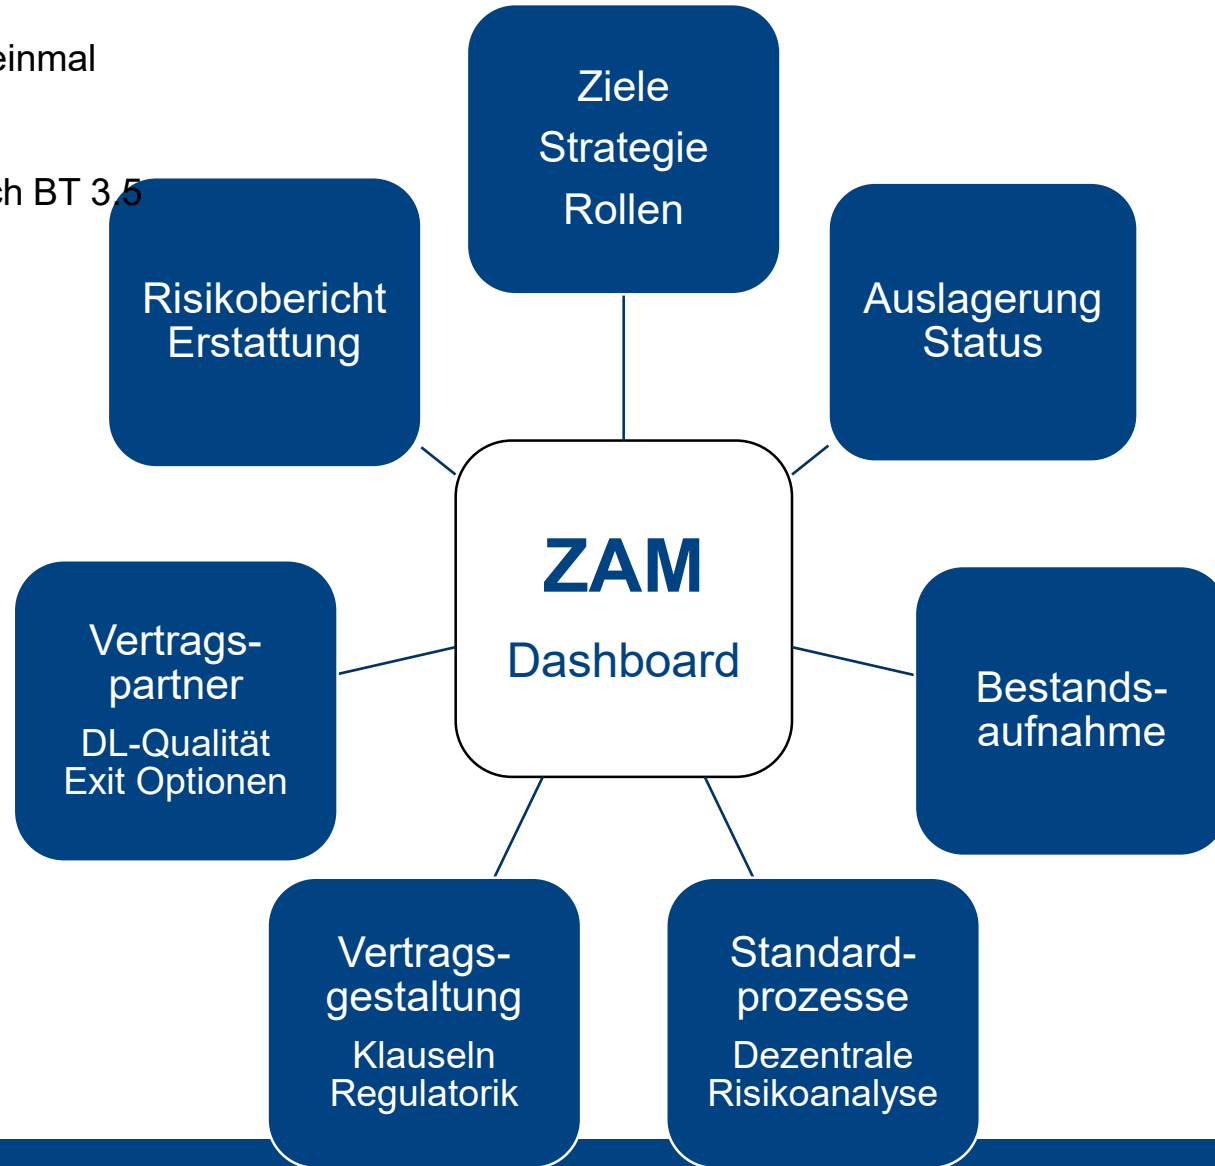 einmal
ch BT 3.5
Ziele
Strategie
Rollen
Risikobericht
Erstattung
Auslagerung
Status
ZAM
Dashboard
Vertrags-
partner
DL-Qualität
Exit Optionen
Bestands-
aufnahme
Vertrags-
gestaltung
Klauseln
Regulatorik
Standard-
prozesse
Dezentrale
Risikoanalyse